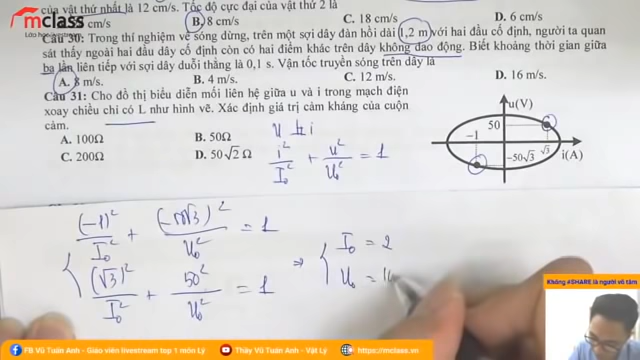 của vật thứ nhất là 12 cm/s. Tốc độ cực đại của vật thứ 2 là
mclass
cm/s B. 8 cm/s C. 18 cm/s D. 6 cm/s
Câu 30: Trong thí nghiệm về sóng dừng, trên một sợi dây đàn hồi dài 1,2 m với hai đầu cố định, người ta quan
sát thấy ngoài hai đầu dây cố định còn có hai điểm khác trên dây không dao động. Biết khoảng thời gian giữa
ba lần liên tiếp với sợi dây duỗi thẳng là 0,1 s. Vận tốc truyền sóng trên dây là
A. 8 m/s. B. 4 m/s. C. 12 m/s. D. 16 m/s.
Câu 31: Cho đồ thị biểu diễn mối liên hệ giữa u và i trong mạch điện
xoay chiều chỉ có L như hình vẽ. Xác định giá trị cảm kháng của cuộn
cảm.
A. 100Ω B. 50Ω
C. 200Ω D. 50√2 Ω
u(V)
50
-1
-50√3 √3 i(A)
u ⊥ i
i²/I₀² + u²/U₀² = 1
(-1)²/I₀² + (-50√3)²/U₀² = 1
(√3)²/I₀² + 50²/U₀² = 1
⇒ I₀ = 2
U₀ = 1
Không #SHARE là người vô tâm
FB Vũ Tuấn Anh - Giáo viên livestream top 1 môn Lý
Thầy Vũ Tuấn Anh - Vật Lý
https://mclass.vn